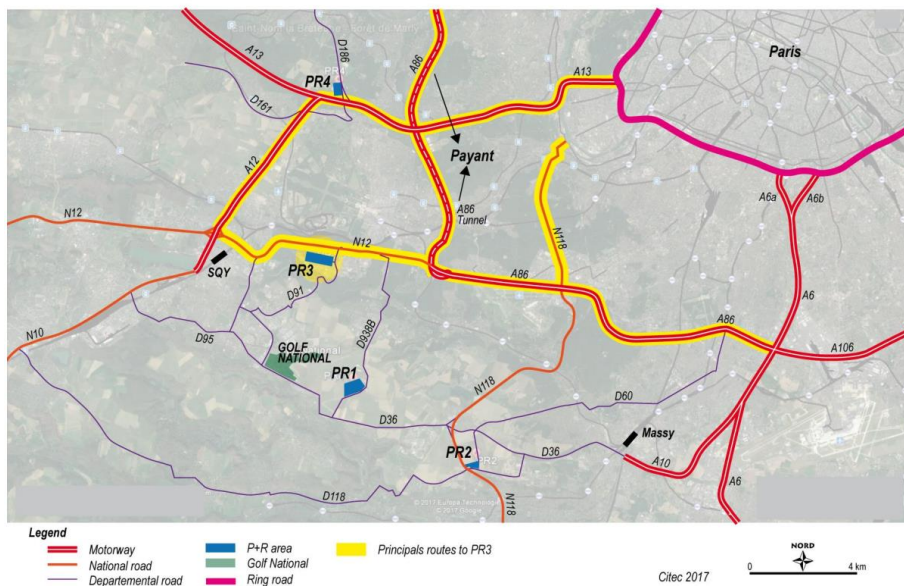 Paris
A13
D186
PR4
A86
A13
D161
Payant
A12
A86
Tunnel
N12
N118
A6a
A6b
N12
PR3
SQY
A86
A6
D91
D938B
N10
D95
GOLF
NATIONAL
PR1
A86
A106
N118
D36
D60
PR2
PR2
D36
Massy
A10
A6
D118
N118
© 2017 Google
Legend
Motorway
National road
Departemental road
P+R area
Golf National
Ring road
Principals routes to PR3
Citec 2017
NORD
0
4 km